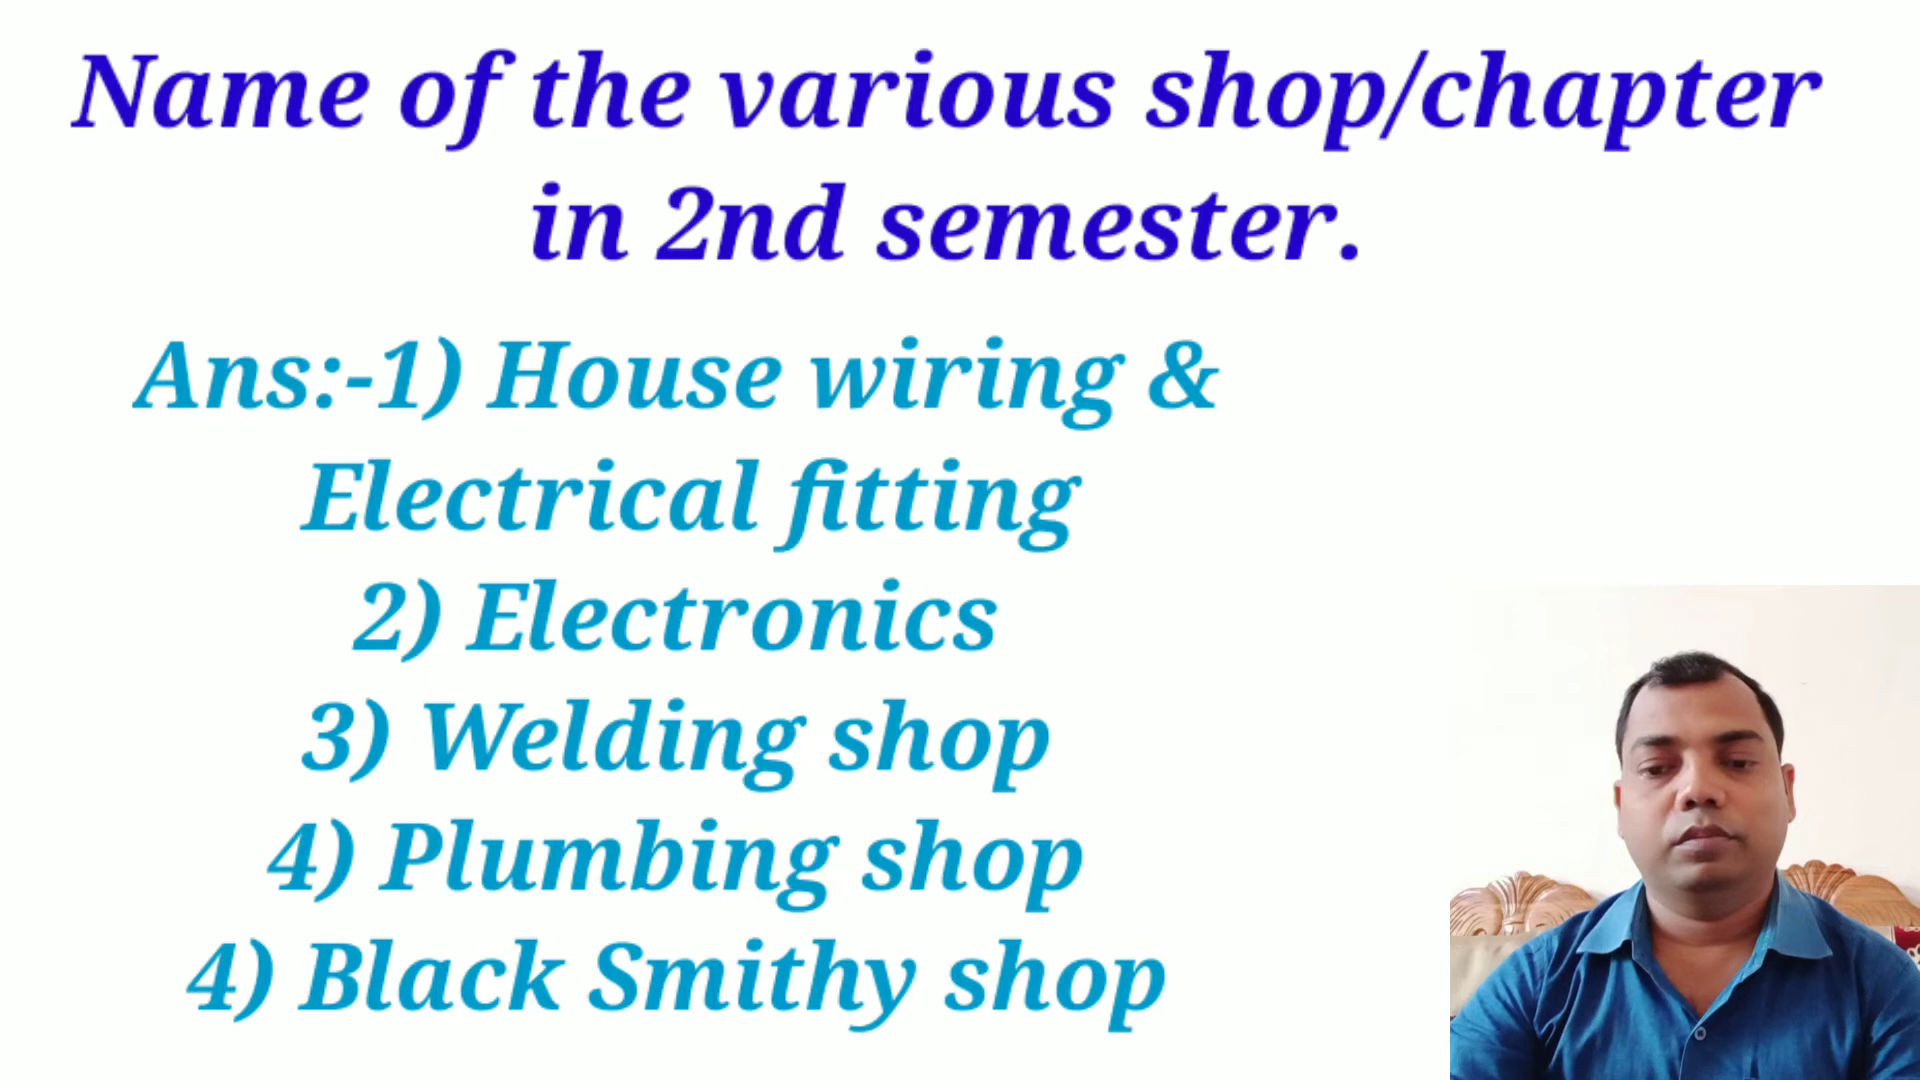 Name of the various shop/chapter
in 2nd semester.
Ans:-1) House wiring &
Electrical fitting
2) Electronics
3) Welding shop
4) Plumbing shop
4) Black Smithy shop